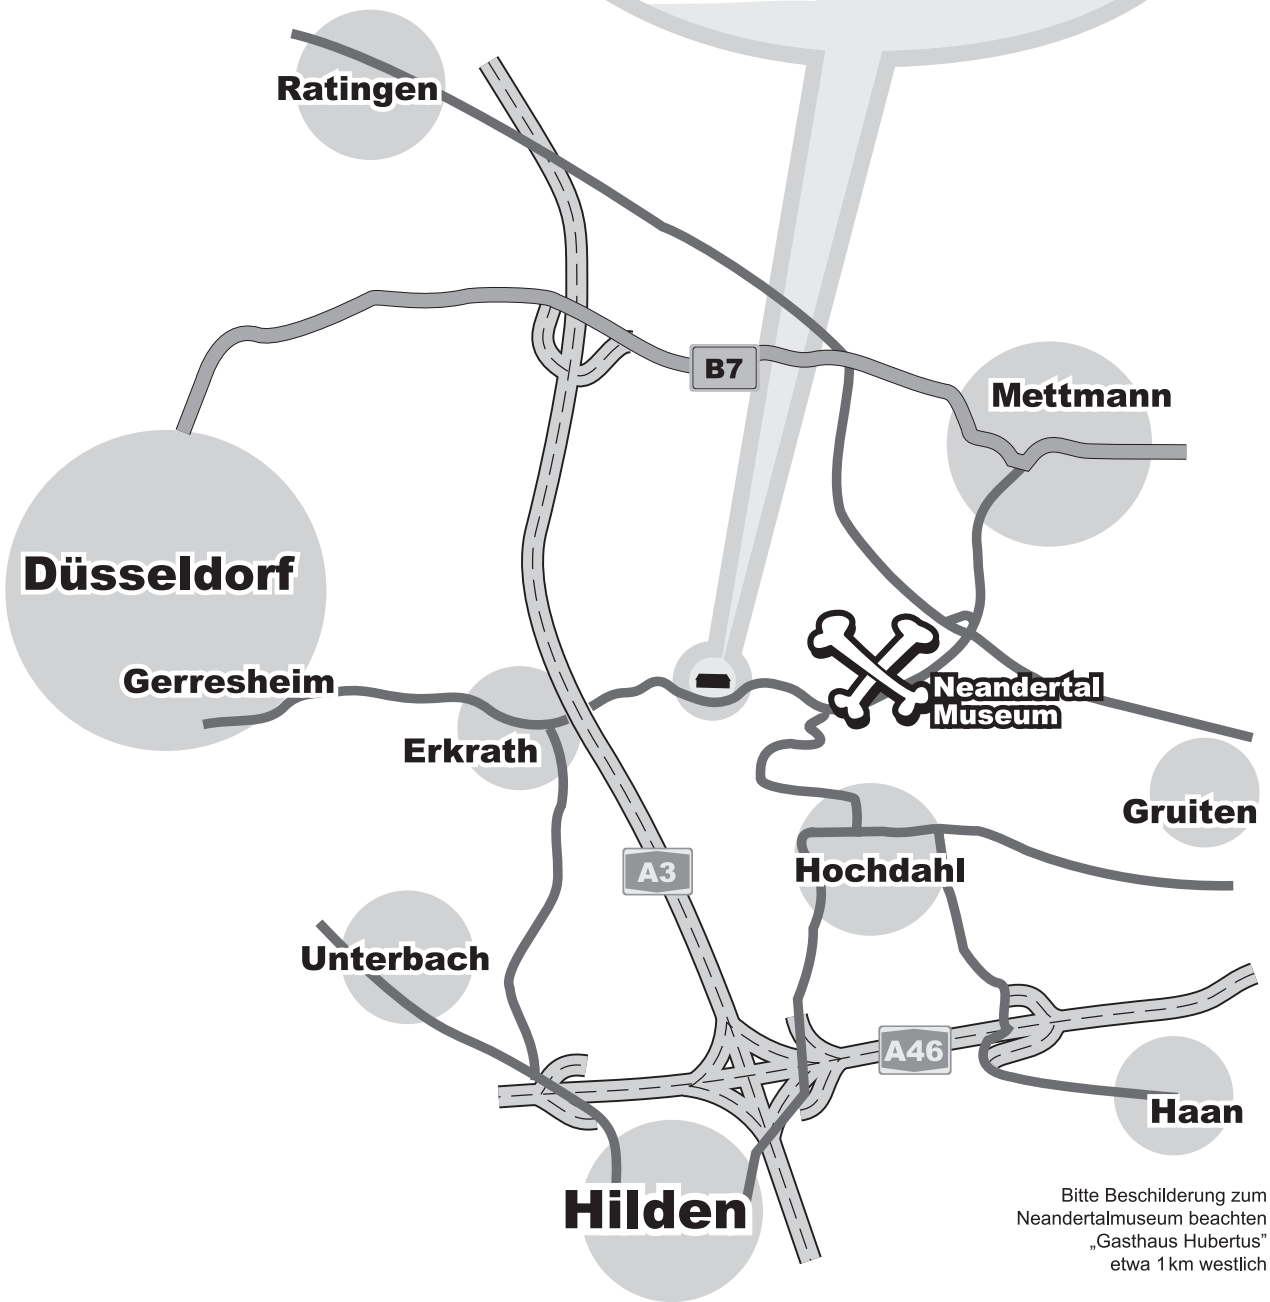 Ratingen
B7
Mettmann
Düsseldorf
Gerresheim
Neandertal
Museum
Erkrath
Gruiten
A3
Hochdahl
Unterbach
A46
Haan
Hilden
Bitte Beschilderung zum
Neandertalmuseum beachten
„Gasthaus Hubertus”
etwa 1 km westlich